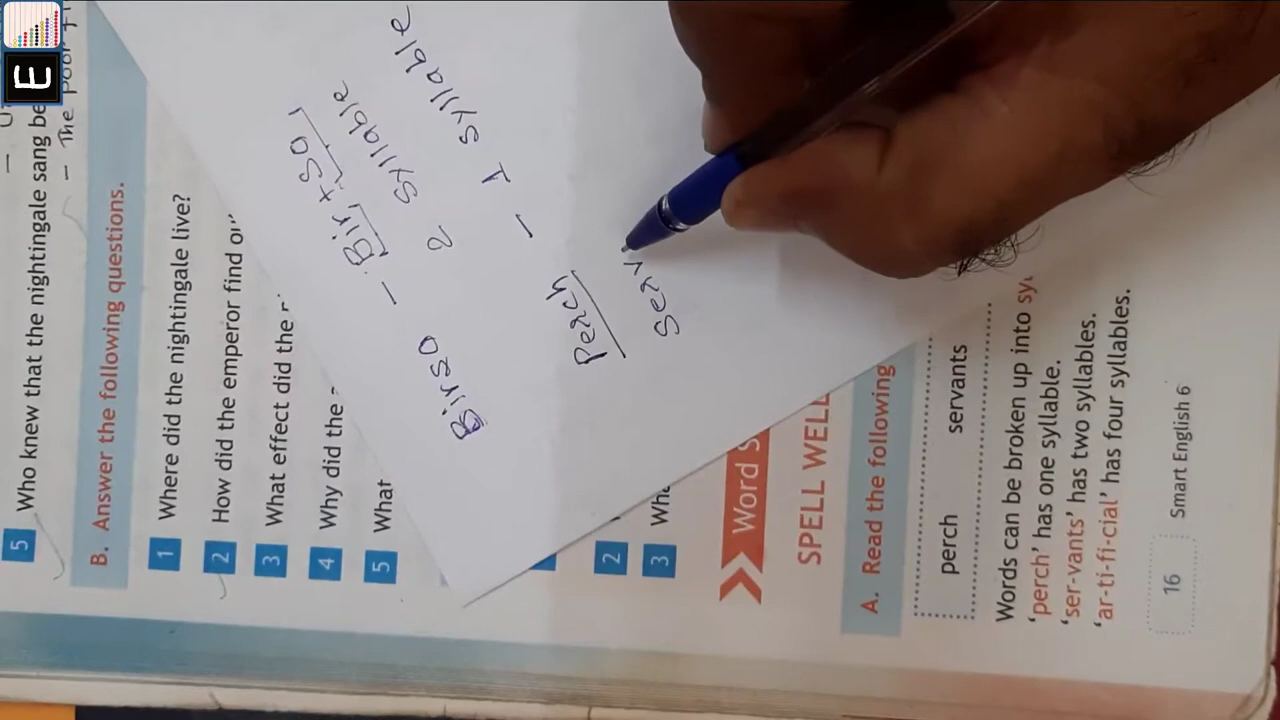 The poor
5 Who knew that the nightingale sang be
B. Answer the following questions.
1 Where did the nightingale live?
2 How did the emperor find
3 What effect did the
4 Why did the
5 What
2
3
Birso - Bir + so
2 syllable
- 1 syllable
Perch
Serv
Word S
SPELL WELL
A. Read the following
perch servants
Words can be broken up into sy
'perch' has one syllable.
'ser-vants' has two syllables.
'ar-ti-fi-cial' has four syllables.
16 Smart English 6
E